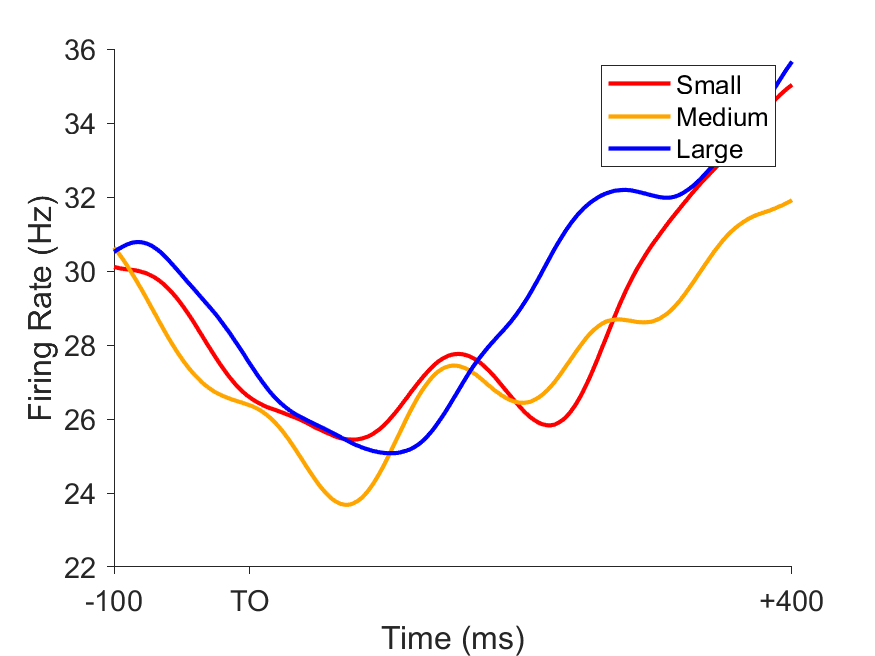 36
34
32
30
28
26
24
22
Firing Rate (Hz)
Small
Medium
Large
-100
TO
+400
Time (ms)